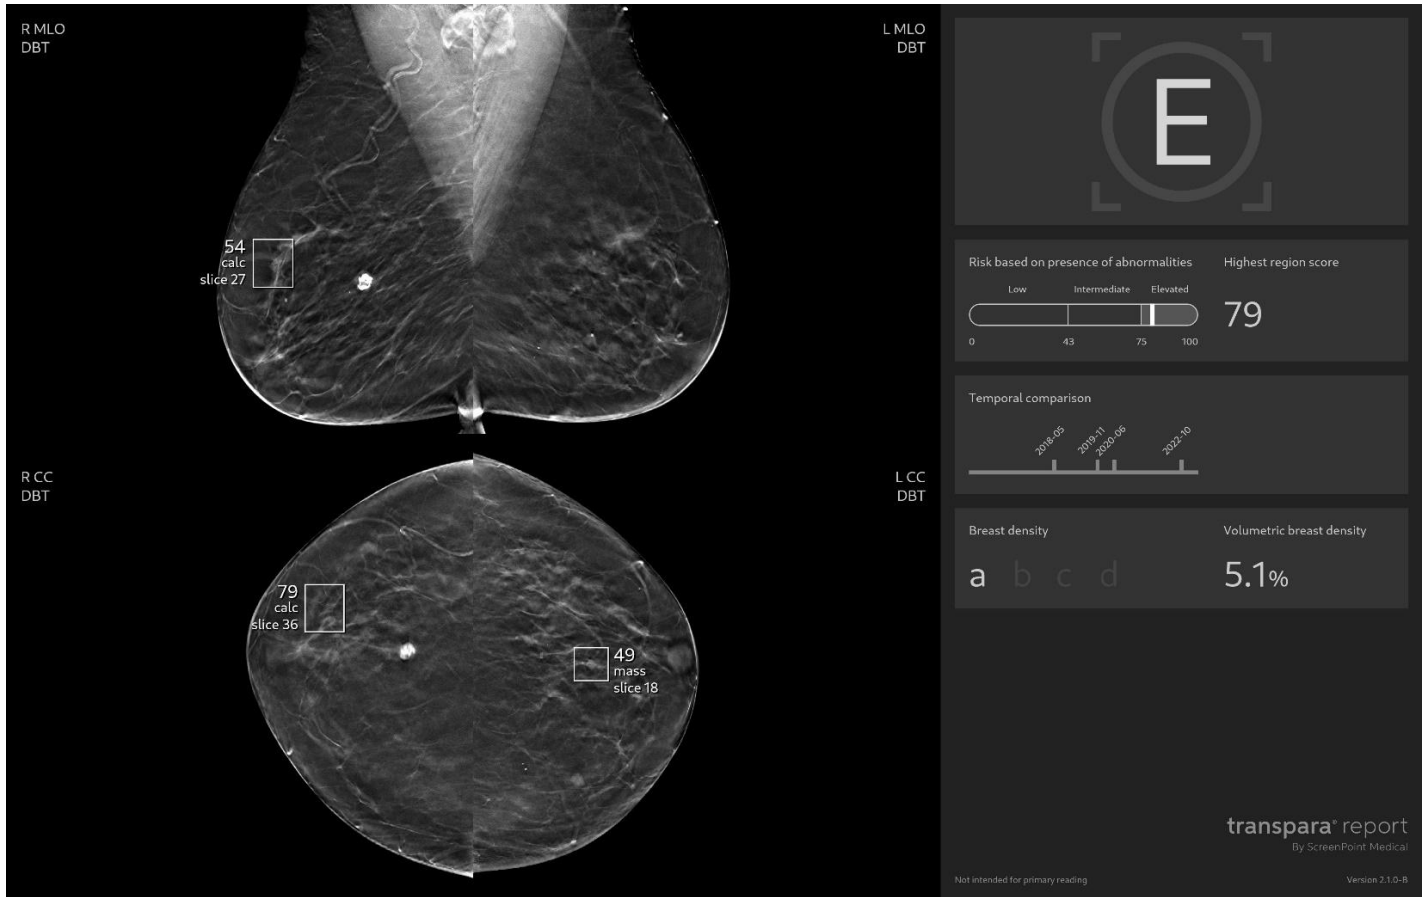 R MLO
DBT
L MLO
DBT
54
calc
slice 27
R CC
DBT
L CC
DBT
79
calc
slice 36
49
mass
slice 18
E
Risk based on presence of abnormalities
Highest region score
Low
Intermediate
Elevated
79
0
43
75
100
Temporal comparison
2018-05
2019-11
2020-06
2022-10
Breast density
Volumetric breast density
a b c d
5.1%
transpara® report
By ScreenPoint Medical
Not intended for primary reading
Version 2.1.0-B